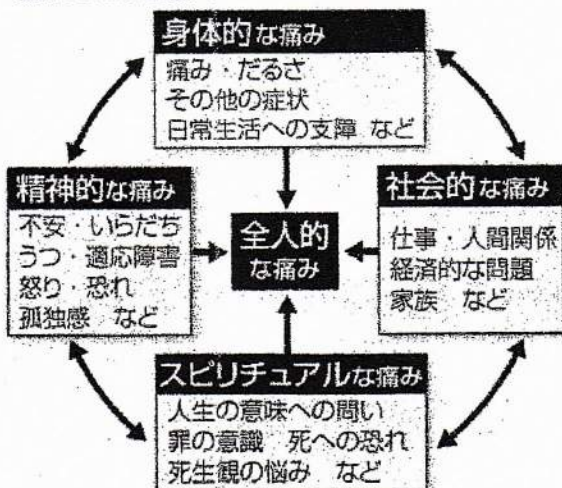 身体的な痛み
痛み・だるさ
その他の症状
日常生活への支障 など
精神的な痛み
不安・いらだち
うつ・適応障害
怒り・恐れ
孤独感 など
全人的
な痛み
社会的な痛み
仕事・人間関係
経済的な問題
家族 など
スピリチュアルな痛み
人生の意味への問い
罪の意識 死への恐れ
死生観の悩み など